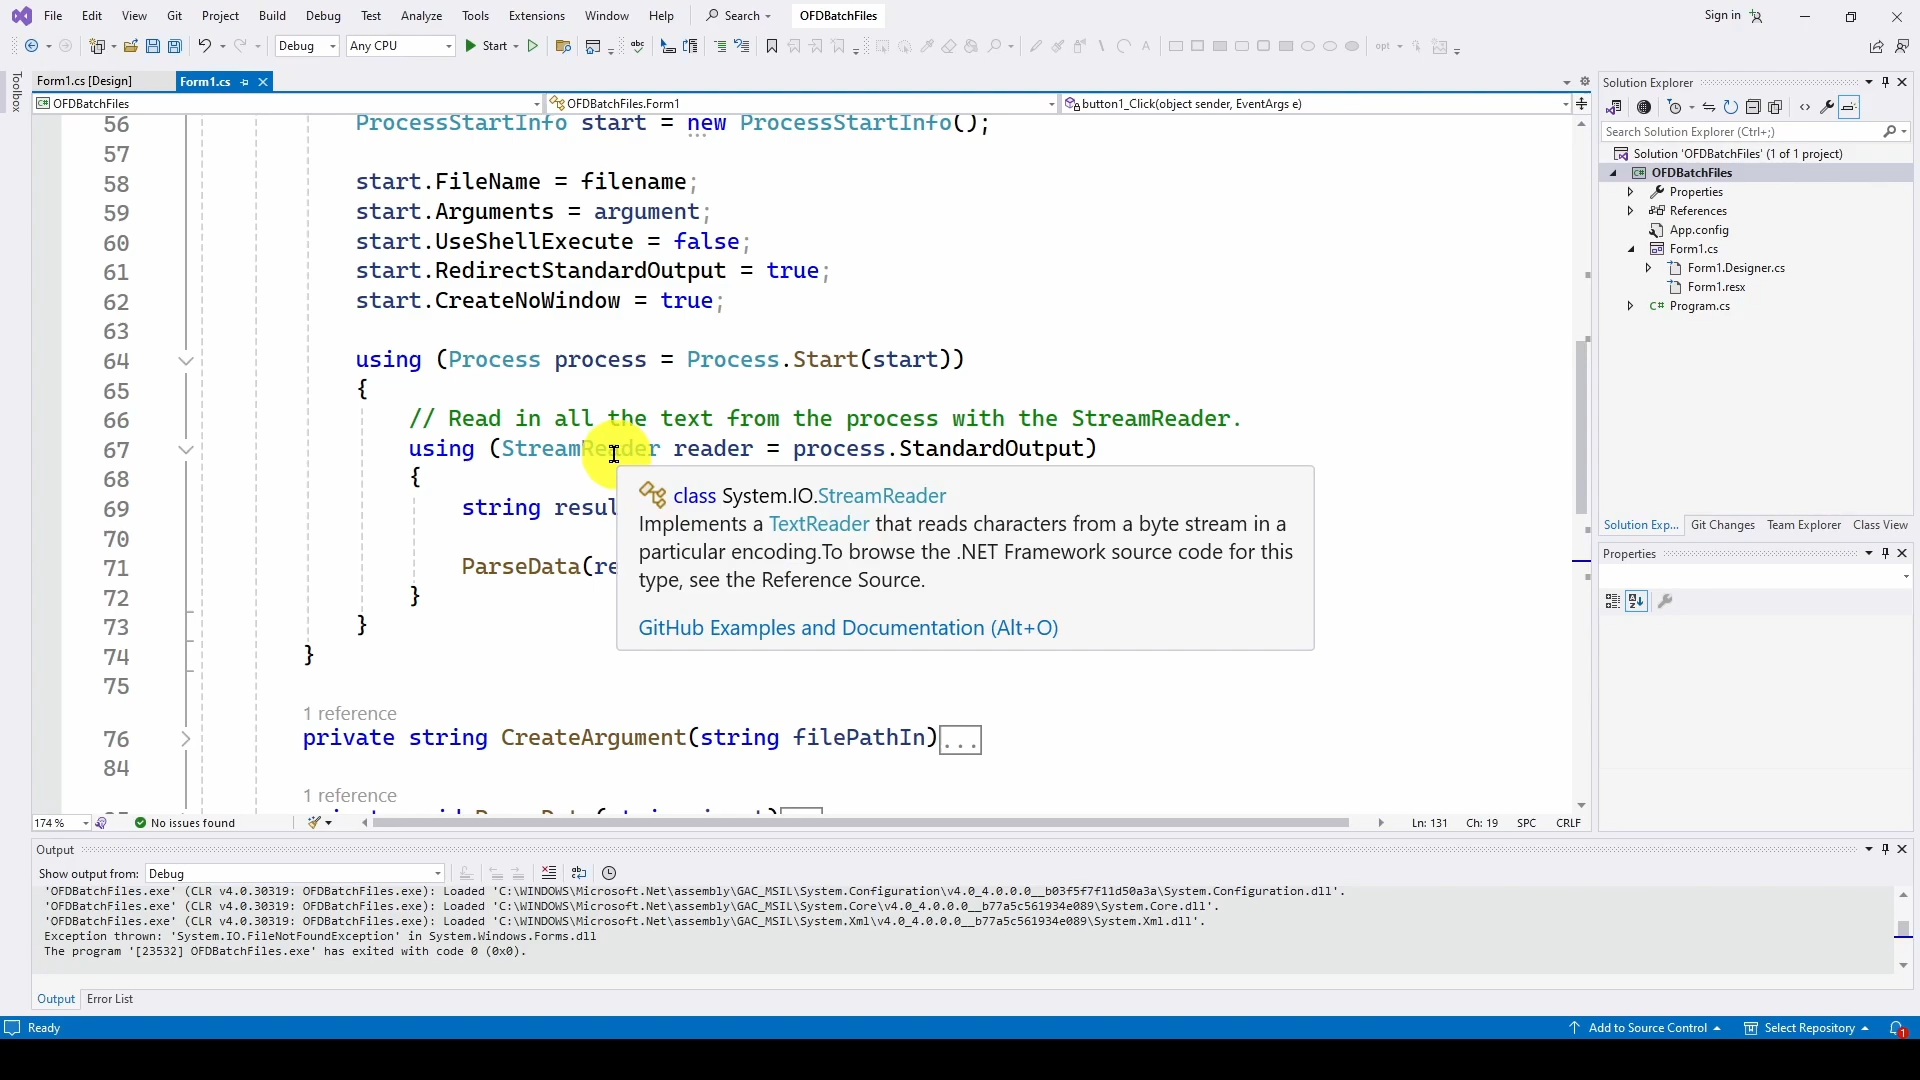 File Edit View Git Project Build Debug Test Analyze Tools Extensions Window Help Search OFDBatchFiles Sign in
Debug Any CPU Start opt
Toolbox
Form1.cs [Design] Form1.cs
OFDBatchFiles OFDBatchFiles.Form1 button1_Click(object sender, EventArgs e)
56 ProcessStartInfo start = new ProcessStartInfo();
57
58 start.FileName = filename;
59 start.Arguments = argument;
60 start.UseShellExecute = false;
61 start.RedirectStandardOutput = true;
62 start.CreateNoWindow = true;
63
64 using (Process process = Process.Start(start))
65 {
66 // Read in all the text from the process with the StreamReader.
67 using (StreamReader reader = process.StandardOutput)
68 {
69 string resul
70
71 ParseData(re
72 }
73 }
74 }
75
1 reference
76 private string CreateArgument(string filePathIn)...
84
1 reference
class System.IO.StreamReader
Implements a TextReader that reads characters from a byte stream in a
particular encoding.To browse the .NET Framework source code for this
type, see the Reference Source.
GitHub Examples and Documentation (Alt+O)
174 % No issues found Ln: 131 Ch: 19 SPC CRLF
Solution Explorer
Search Solution Explorer (Ctrl+;)
Solution 'OFDBatchFiles' (1 of 1 project)
C# OFDBatchFiles
Properties
References
App.config
Form1.cs
Form1.Designer.cs
Form1.resx
C# Program.cs
Solution Exp... Git Changes Team Explorer Class View
Properties
Output
Show output from: Debug
'OFDBatchFiles.exe' (CLR v4.0.30319: OFDBatchFiles.exe): Loaded 'C:\WINDOWS\Microsoft.Net\assembly\GAC_MSIL\System.Configuration\v4.0_4.0.0.0__b03f5f7f11d50a3a\System.Configuration.dll'.
'OFDBatchFiles.exe' (CLR v4.0.30319: OFDBatchFiles.exe): Loaded 'C:\WINDOWS\Microsoft.Net\assembly\GAC_MSIL\System.Core\v4.0_4.0.0.0__b77a5c561934e089\System.Core.dll'.
'OFDBatchFiles.exe' (CLR v4.0.30319: OFDBatchFiles.exe): Loaded 'C:\WINDOWS\Microsoft.Net\assembly\GAC_MSIL\System.Xml\v4.0_4.0.0.0__b77a5c561934e089\System.Xml.dll'.
Exception thrown: 'System.IO.FileNotFoundException' in System.Windows.Forms.dll
The program '[23532] OFDBatchFiles.exe' has exited with code 0 (0x0).
Output Error List
Ready Add to Source Control Select Repository 1